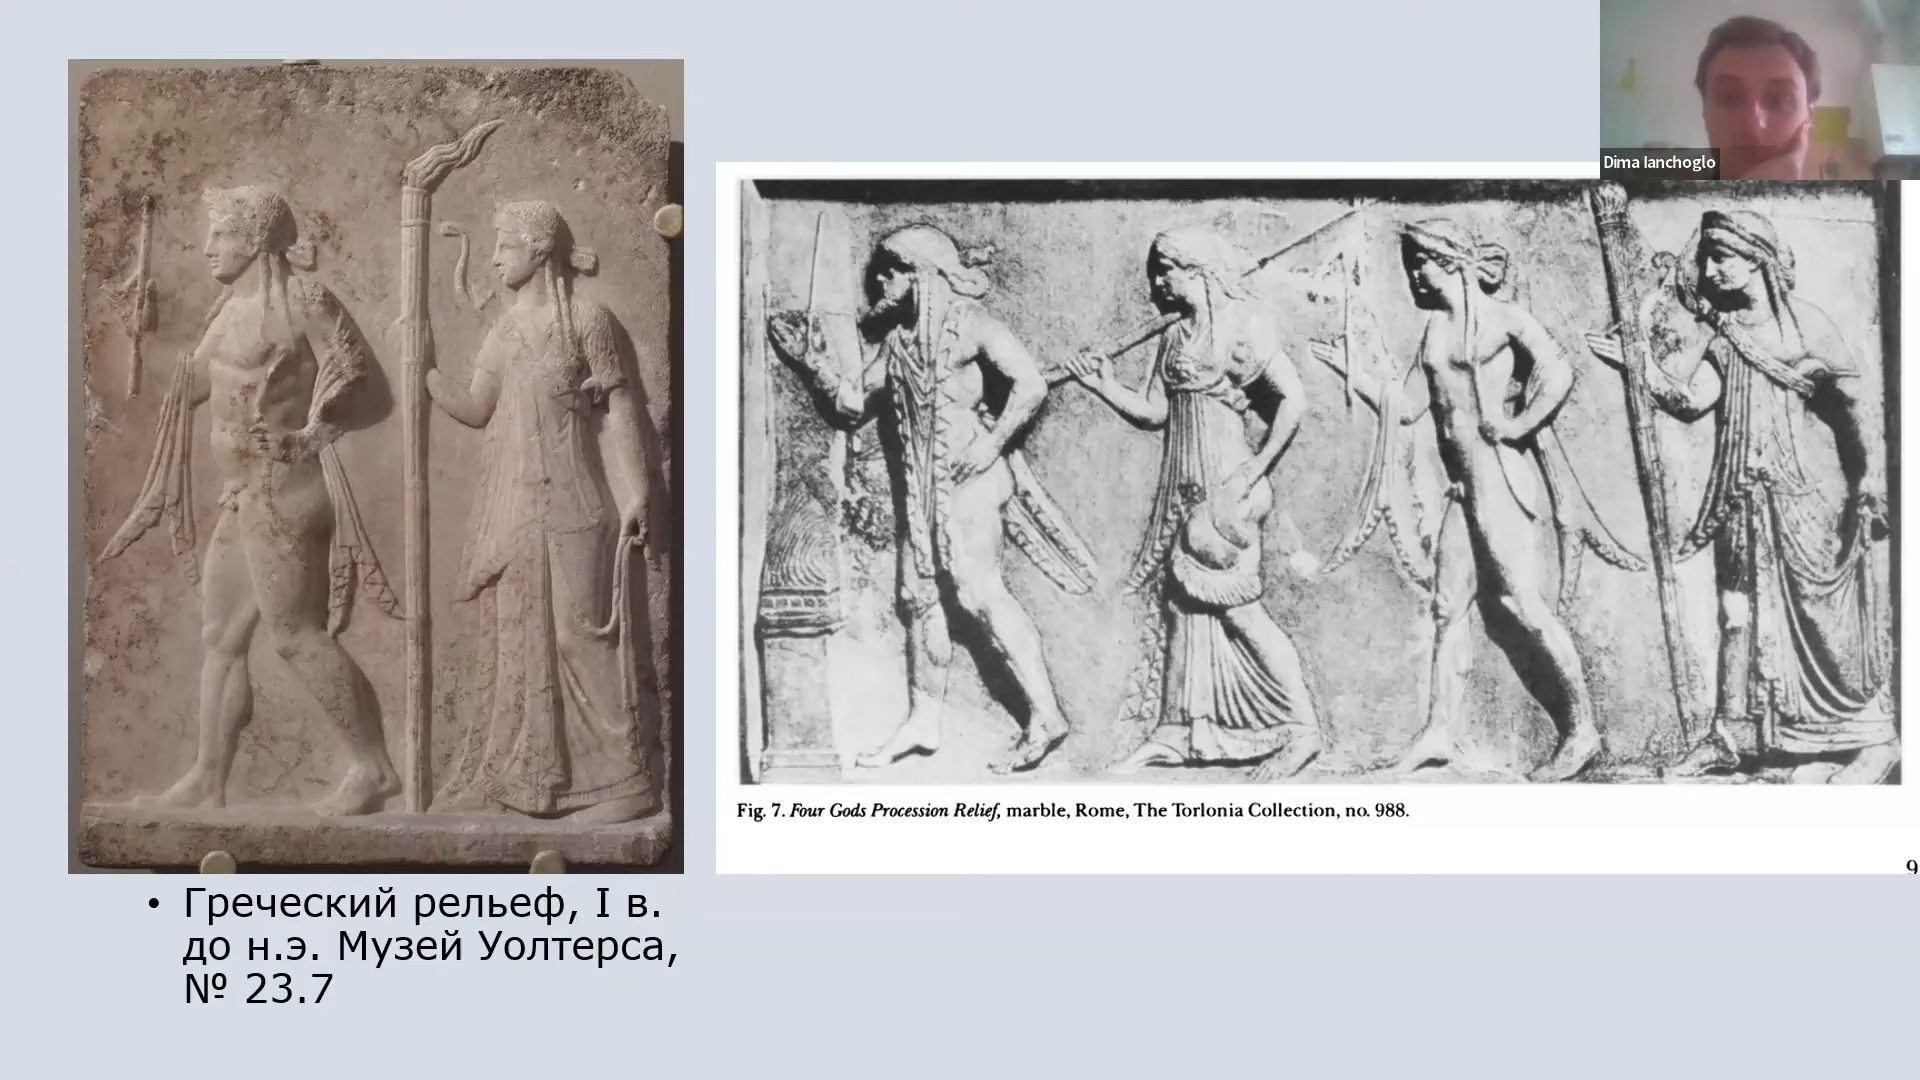 Dima Ianchoglo
Fig. 7. Four Gods Procession Relief, marble, Rome, The Torlonia Collection, no. 988.
9
• Греческий рельеф, I в.
до н.э. Музей Уолтерса,
№ 23.7